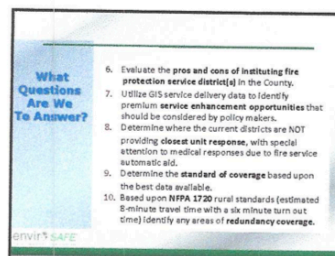 What
Questions
Are We
To Answer?
6. Evaluate the pros and cons of instituting fire
protection service district(s) in the County.
7. Utilize GIS service delivery data to identify
premium service enhancement opportunities that
should be considered by policy makers.
8. Determine where the current districts are NOT
providing closest unit response, with special
attention to medical responses due to fire service
automatic aid.
9. Determine the standard of coverage based upon
the best data available.
10. Based upon NFPA 1720 rural standards (estimated
8-minute travel time with a six minute turn out
time) identify any areas of redundancy coverage.
SAFE